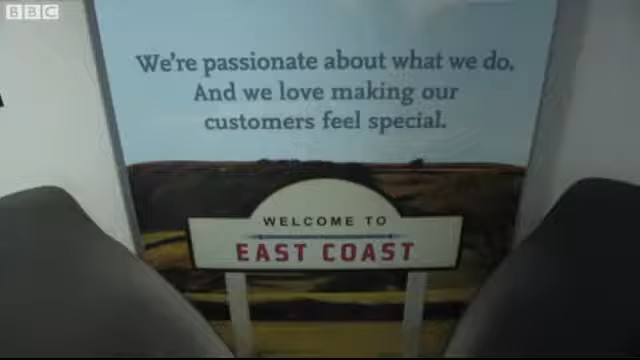 BBC
We're passionate about what we do.
And we love making our
customers feel special.
WELCOME TO
EAST COAST